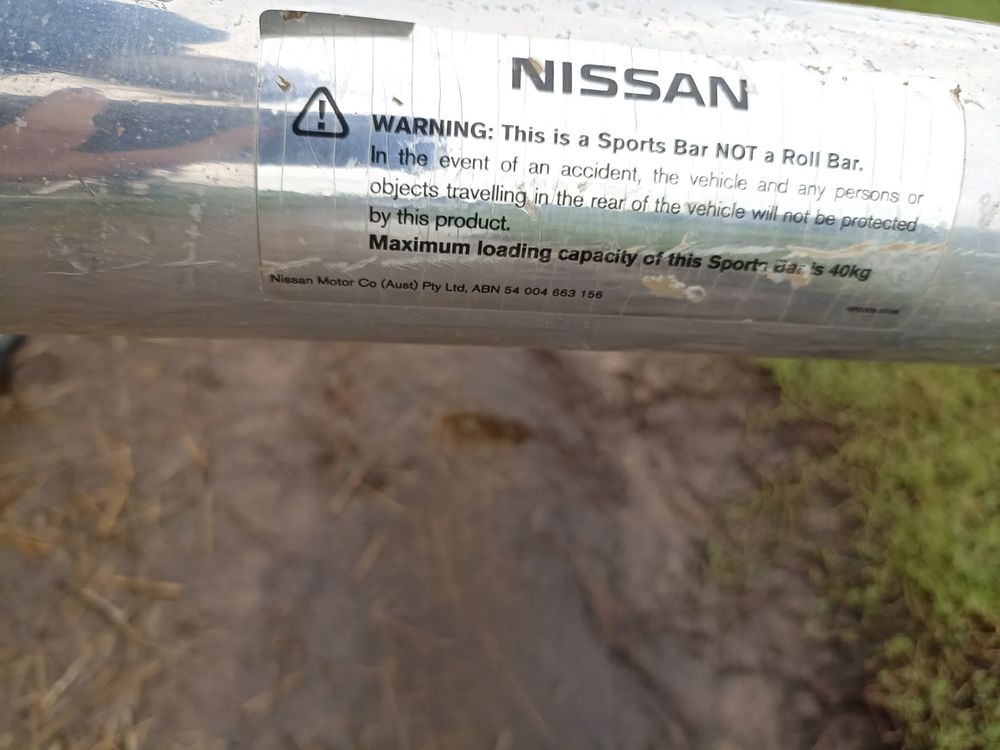 NISSAN
WARNING: This is a Sports Bar NOT a Roll Bar.
In the event of an accident, the vehicle and any persons or
objects travelling in the rear of the vehicle will not be protected
by this product.
Maximum loading capacity of this Sports Bar is 40kg
Nissan Motor Co (Aust) Pty Ltd, ABN 54 004 663 156